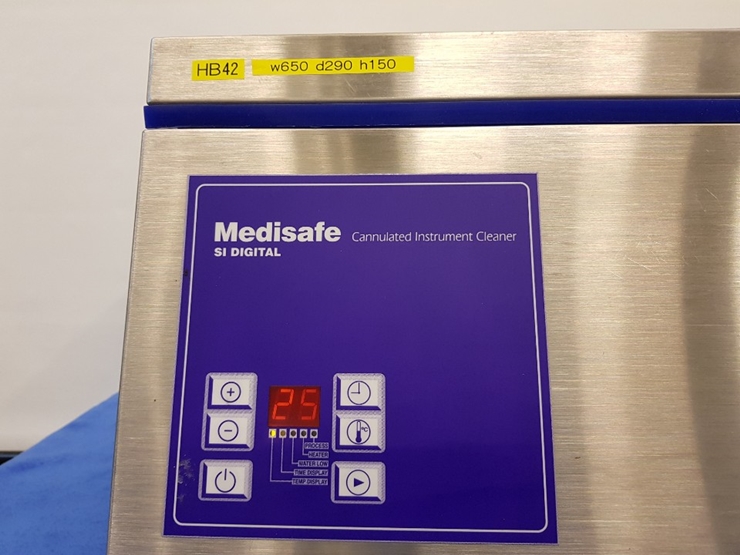 HB42 w650 d290 h150
Medisafe Cannulated Instrument Cleaner
SI DIGITAL
25
°C
PROCESS
HEATER
WATER LOW
TIME DISPLAY
TEMP DISPLAY